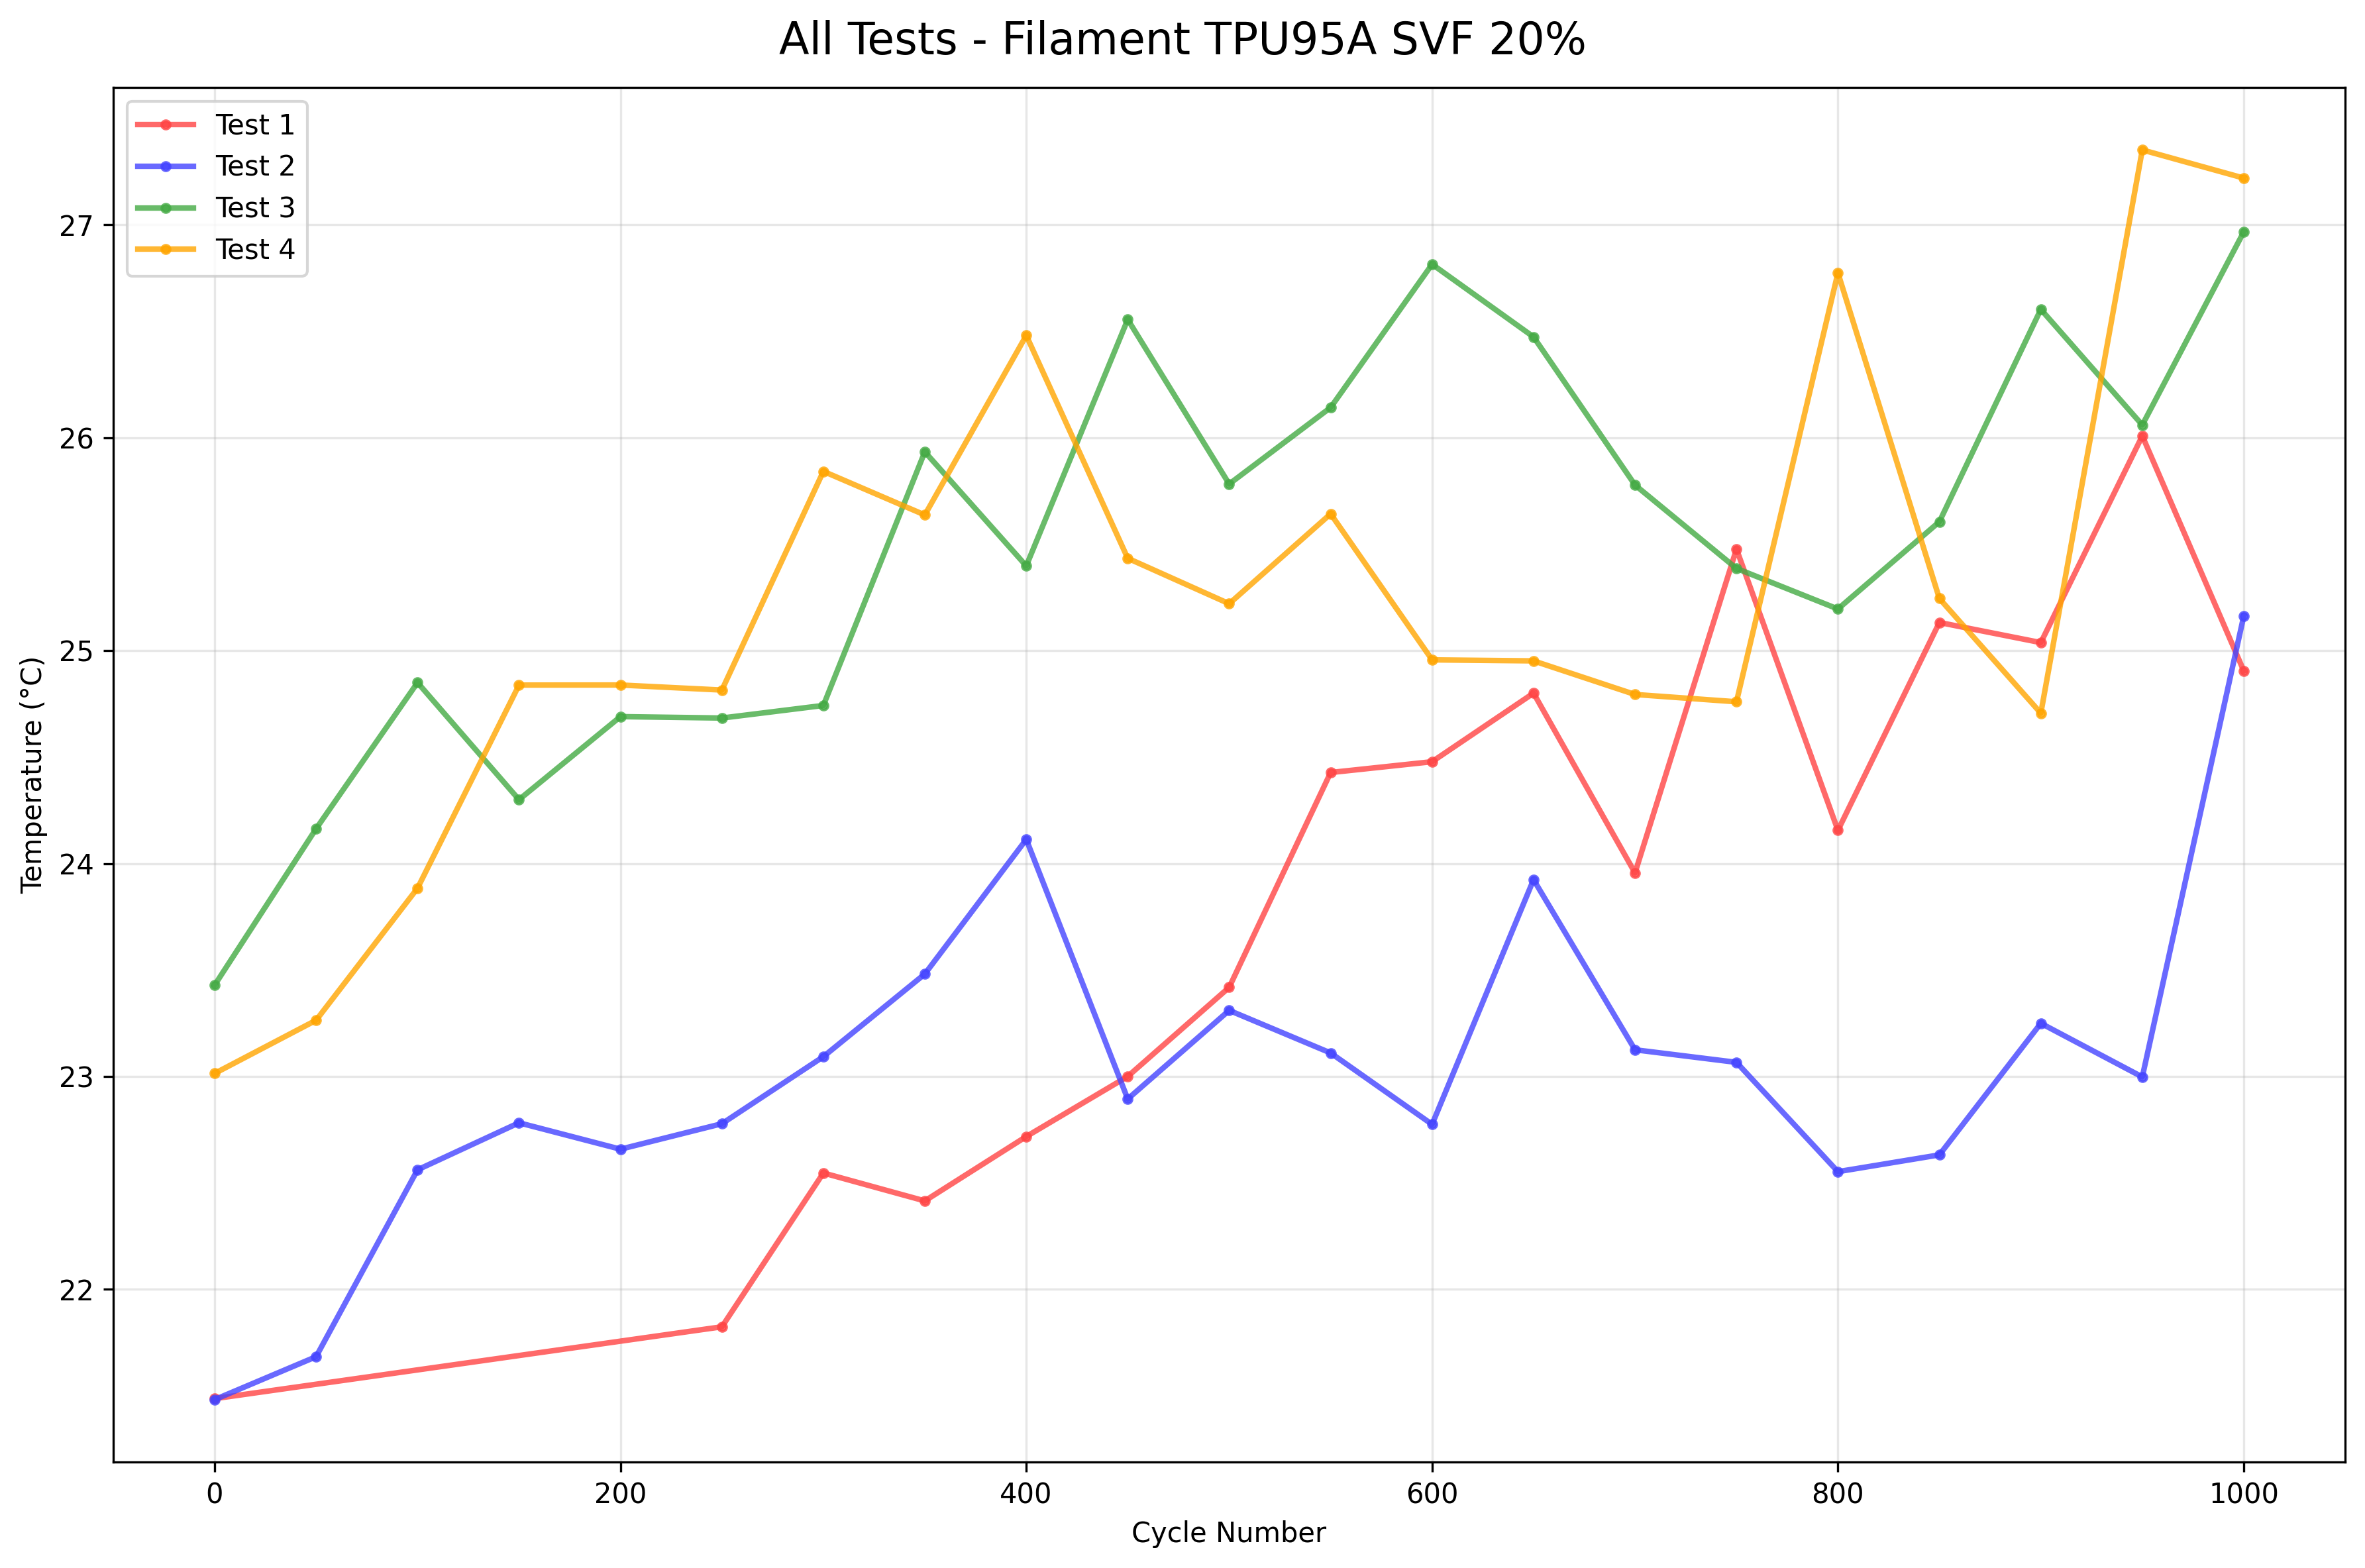 All Tests - Filament TPU95A SVF 20%
Test 1
Test 2
Test 3
Test 4
27
26
25
24
23
22
Temperature (°C)
0 200 400 600 800 1000
Cycle Number